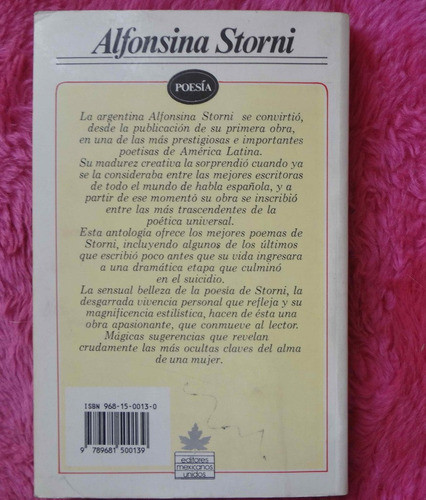 Alfonsina Storni
POESÍA
La argentina Alfonsina Storni se convirtió,
desde la publicación de su primera obra,
en una de las más prestigiosas e importantes
poetisas de América Latina.
Su madurez creativa la sorprendió cuando ya
se la consideraba entre las mejores escritoras
de todo el mundo de habla española, y a
partir de ese momento su obra se inscribió
entre las más trascendentes de la
poética universal.
Esta antología ofrece los mejores poemas de
Storni, incluyendo algunos de los últimos
que escribió poco antes que su vida ingresara
a una dramática etapa que culminó
en el suicidio.
La sensual belleza de la poesía de Storni, la
desgarrada vivencia personal que refleja y su
magnificencia estilística, hacen de ésta una
obra apasionante, que conmueve al lector.
Mágicas sugerencias que revelan
crudamente las más ocultas claves del alma
de una mujer.
ISBN 968-15-0013-0
9 789681 500139
editores
mexicanos
unidos